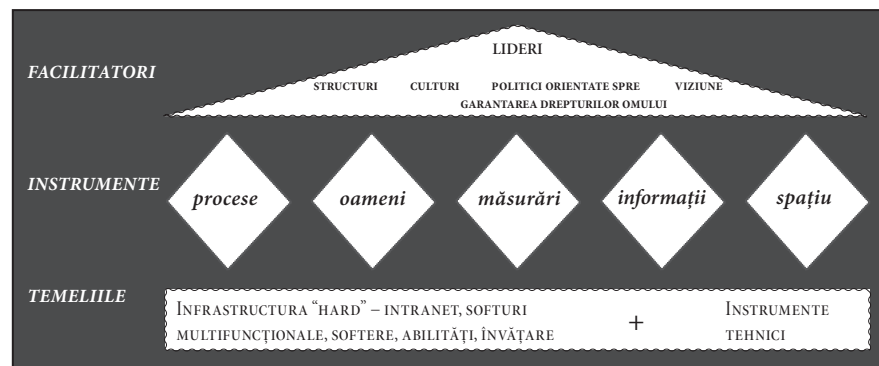 FACILITATORI
LIDERI
STRUCTURI CULTURI POLITICI ORIENTATE SPRE VIZIUNE
GARANTAREA DREPTURILOR OMULUI
INSTRUMENTE
procese oameni măsurări informații spațiu
TEMELIILE
INFRASTRUCTURA “HARD” – INTRANET, SOFTURI
MULTIFUNCȚIONALE, SOFTERE, ABILITĂȚI, ÎNVĂȚARE
+
INSTRUMENTE
TEHNICI